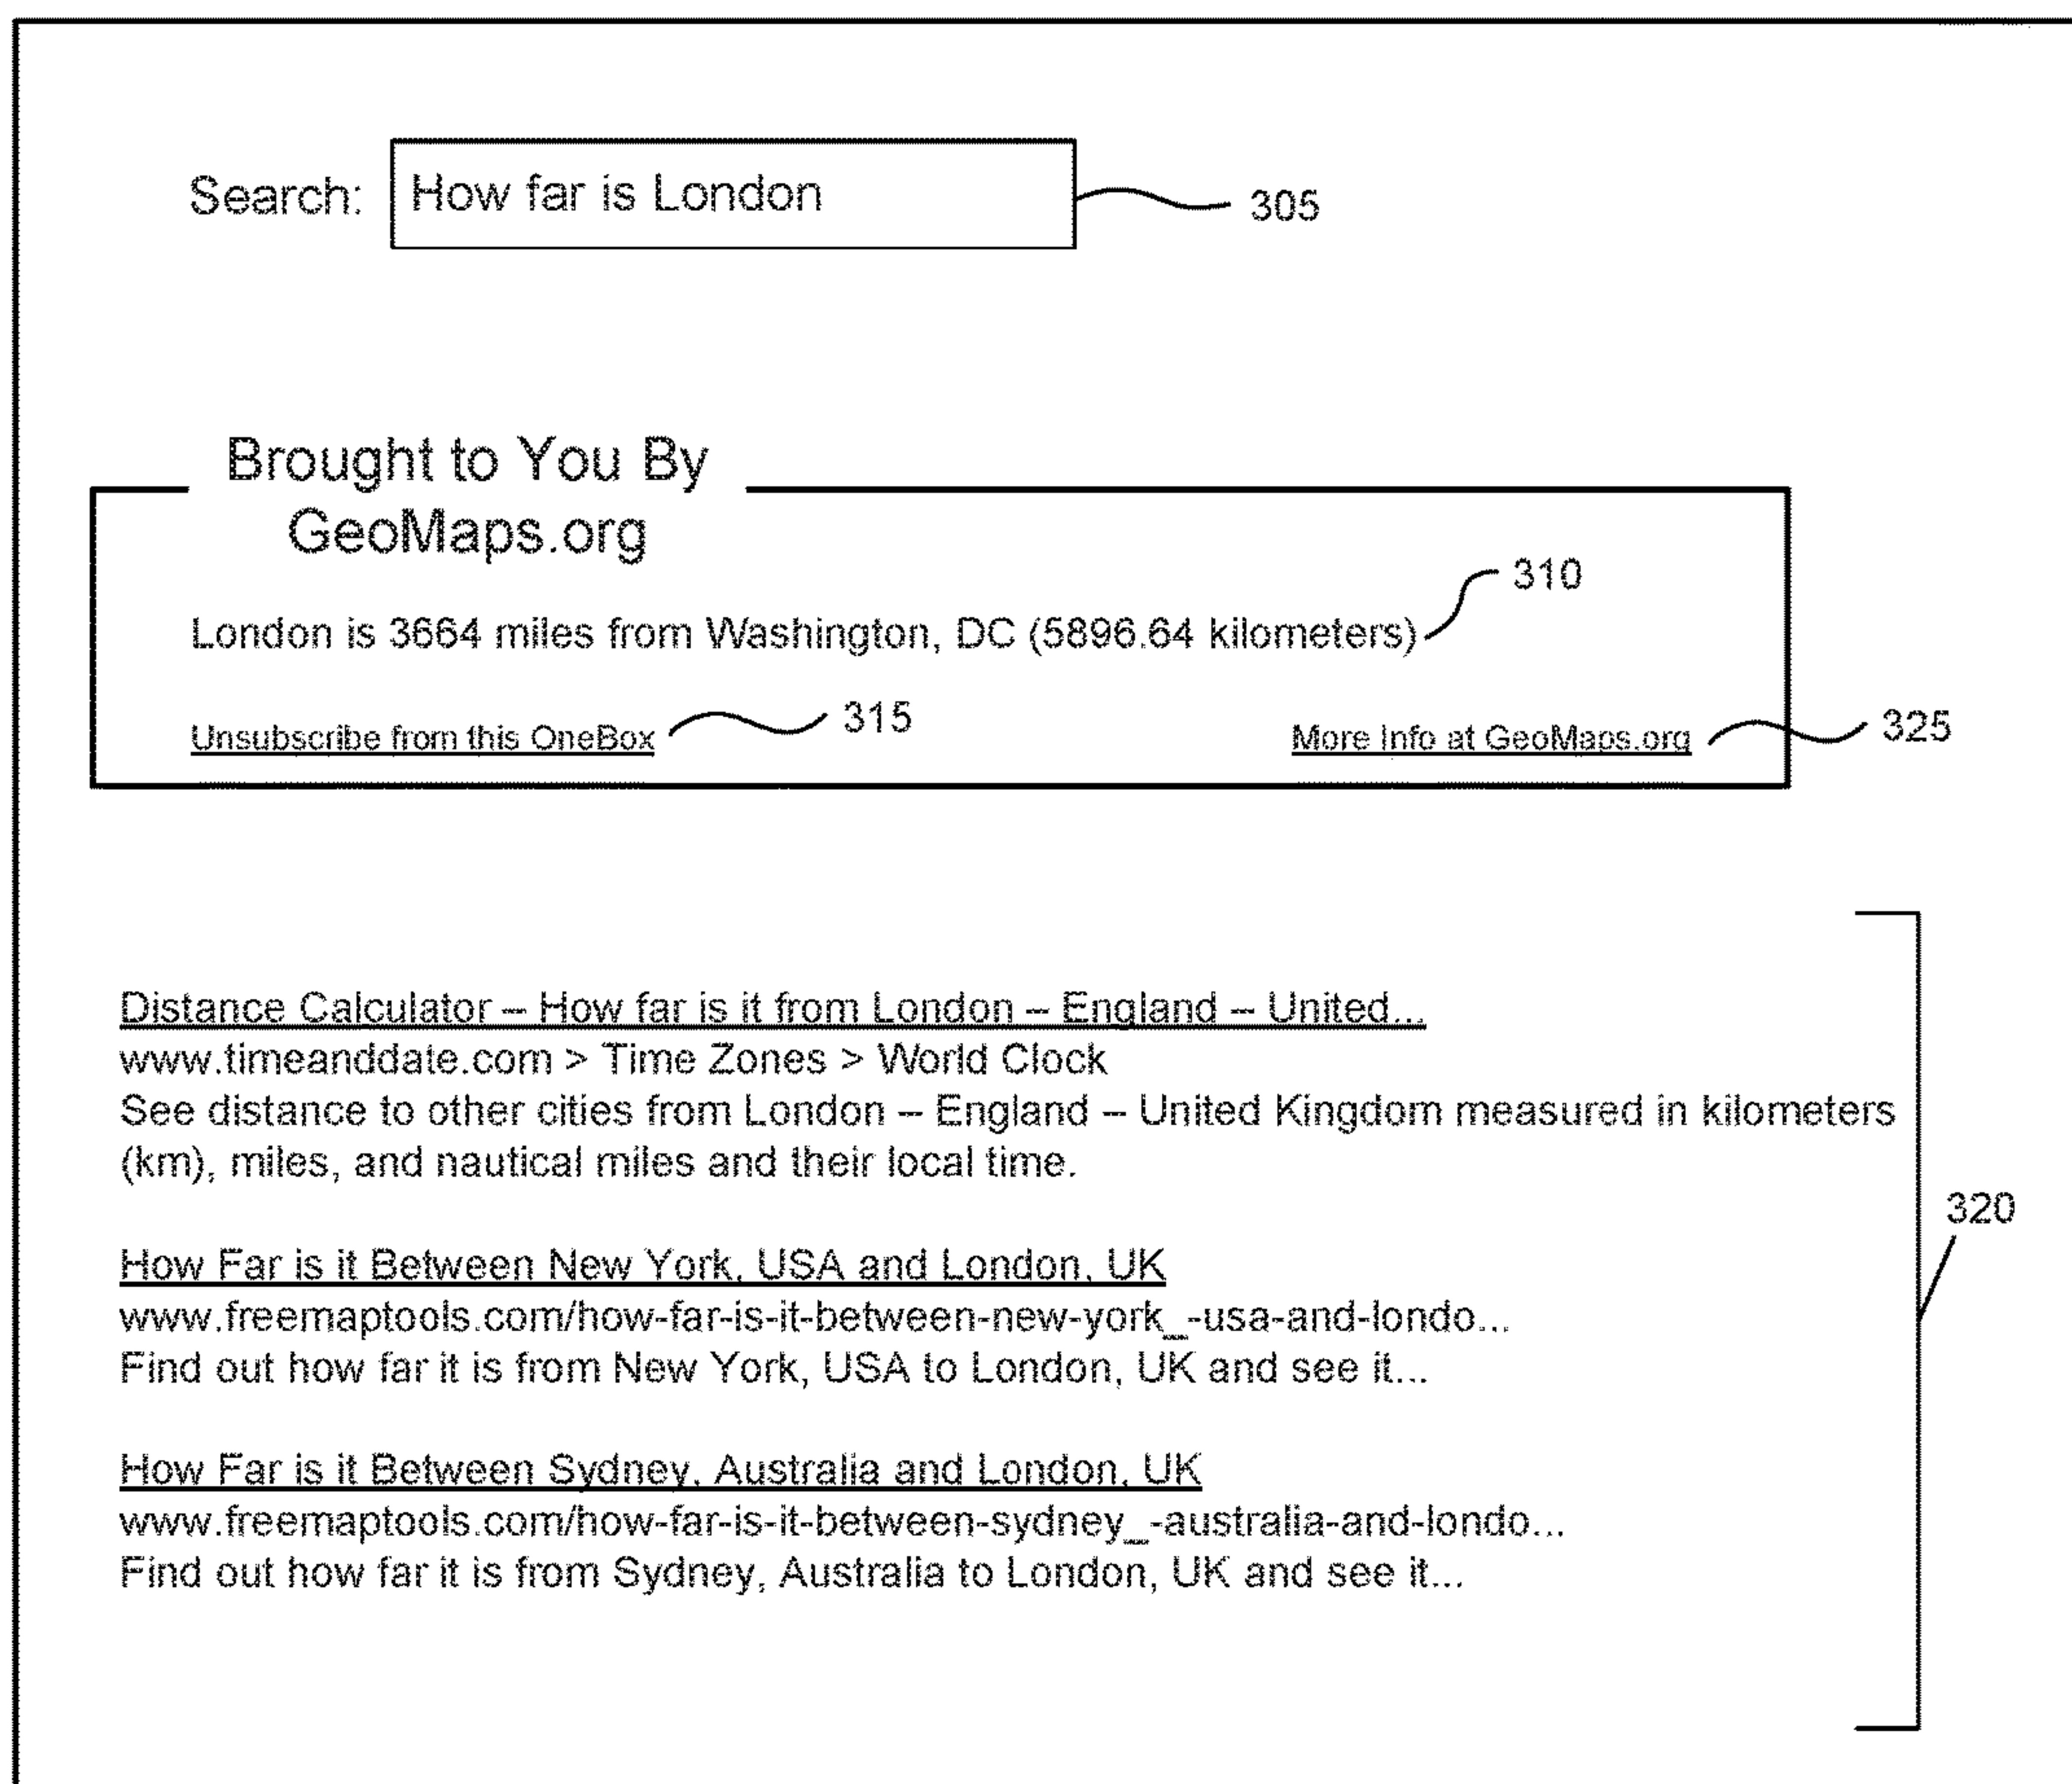 Search: How far is London 305
Brought to You By
GeoMaps.org
310
London is 3664 miles from Washington, DC (5896.64 kilometers)
Unsubscribe from this OneBox 315 More Info at GeoMaps.org 325
Distance Calculator – How far is it from London – England – United...
www.timeanddate.com > Time Zones > World Clock
See distance to other cities from London – England – United Kingdom measured in kilometers
(km), miles, and nautical miles and their local time.
320
How Far is it Between New York, USA and London, UK
www.freemaptools.com/how-far-is-it-between-new-york_-usa-and-londo...
Find out how far it is from New York, USA to London, UK and see it...
How Far is it Between Sydney, Australia and London, UK
www.freemaptools.com/how-far-is-it-between-sydney_-australia-and-londo...
Find out how far it is from Sydney, Australia to London, UK and see it...